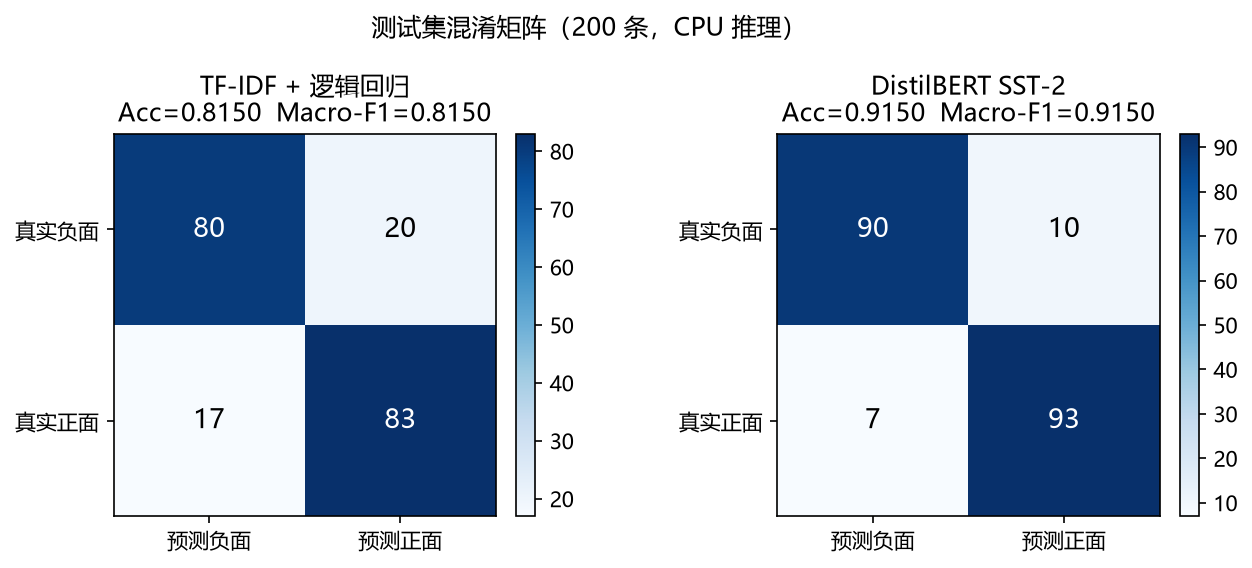 测试集混淆矩阵（200 条，CPU 推理）
TF-IDF + 逻辑回归
Acc=0.8150 Macro-F1=0.8150
真实负面
真实正面
80
20
17
83
预测负面
预测正面
80
70
60
50
40
30
20
DistilBERT SST-2
Acc=0.9150 Macro-F1=0.9150
真实负面
真实正面
90
10
7
93
预测负面
预测正面
90
80
70
60
50
40
30
20
10